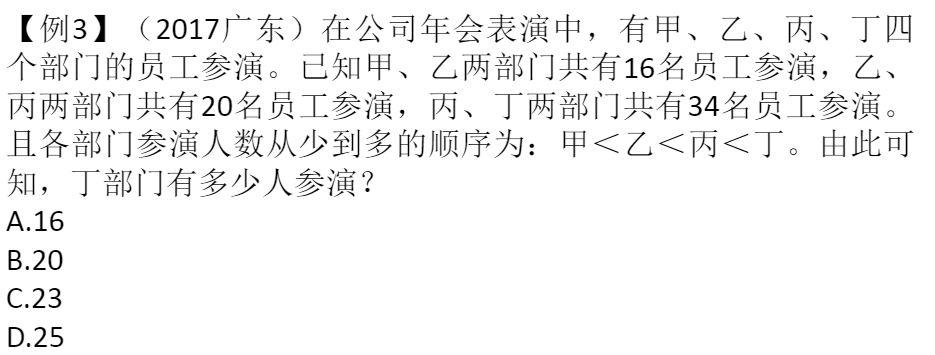 【例3】（2017广东）在公司年会表演中，有甲、乙、丙、丁四
个部门的员工参演。已知甲、乙两部门共有16名员工参演，乙、
丙两部门共有20名员工参演，丙、丁两部门共有34名员工参演。
且各部门参演人数从少到多的顺序为：甲＜乙＜丙＜丁。由此可
知，丁部门有多少人参演？
A.16
B.20
C.23
D.25